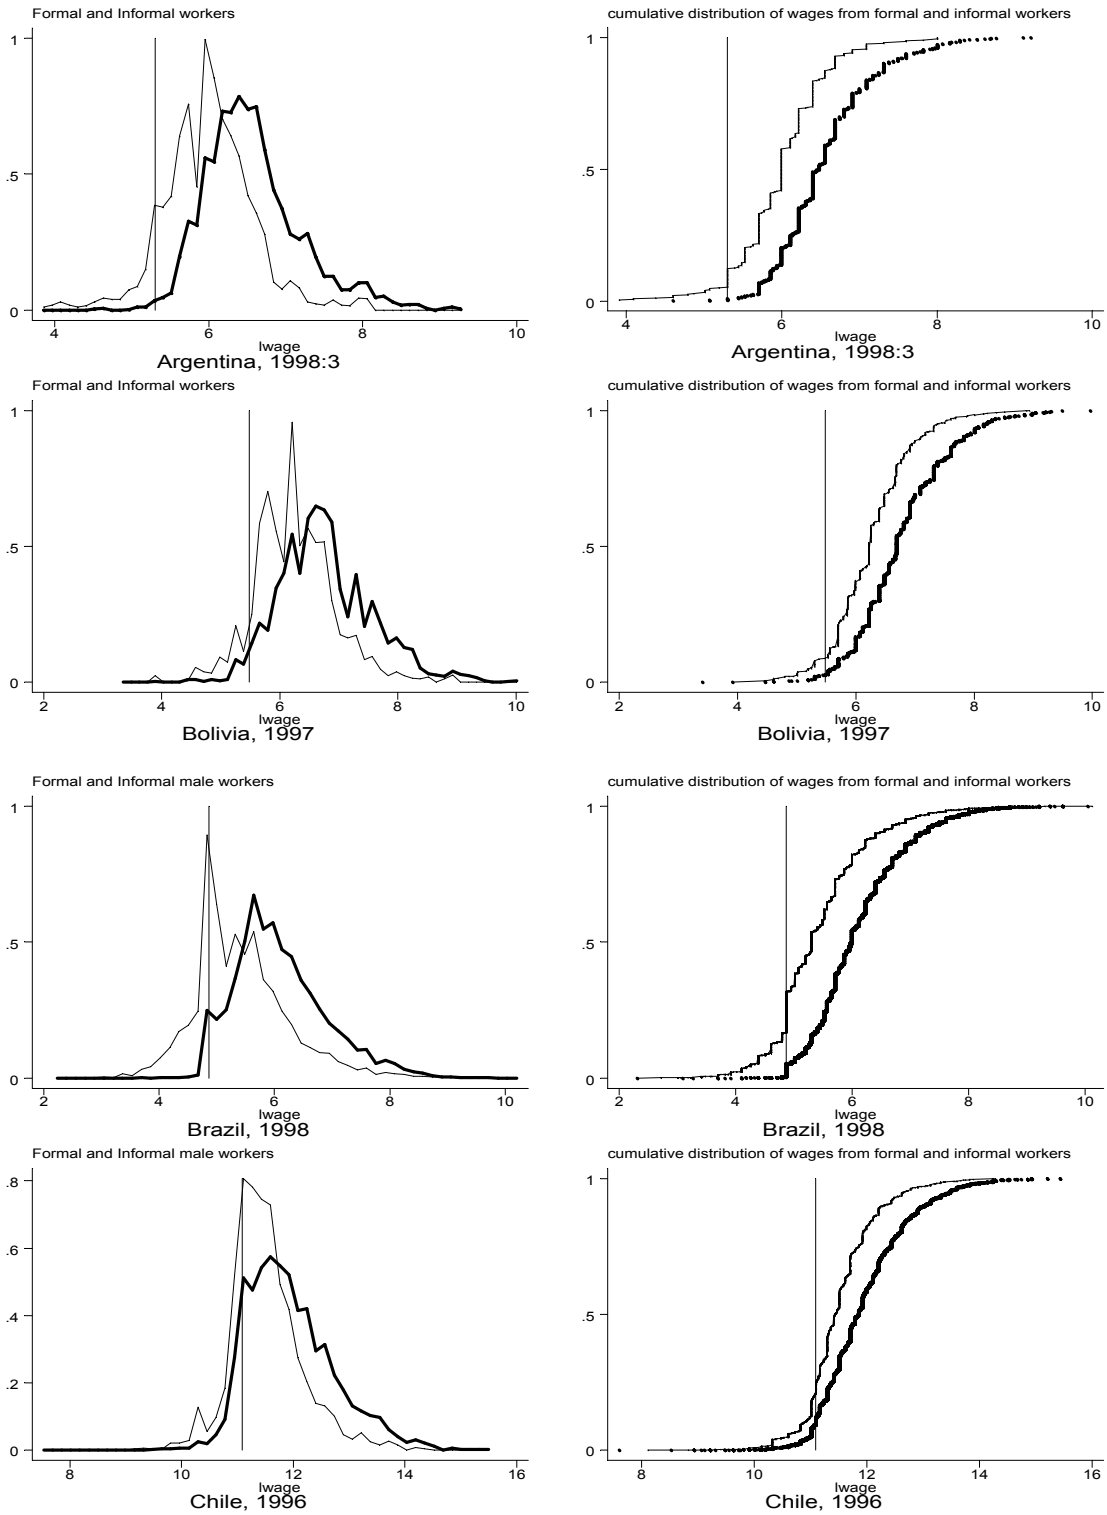 Formal and Informal workers
1
.5
0
4 6 8 10
lwage
Argentina, 1998:3
cumulative distribution of wages from formal and informal workers
1
.5
0
4 6 8 10
lwage
Argentina, 1998:3
Formal and Informal workers
1
.5
0
2 4 6 8 10
lwage
Bolivia, 1997
cumulative distribution of wages from formal and informal workers
1
.5
0
2 4 6 8 10
lwage
Bolivia, 1997
Formal and Informal male workers
1
.5
0
2 4 6 8 10
lwage
Brazil, 1998
cumulative distribution of wages from formal and informal workers
1
.5
0
2 4 6 8 10
lwage
Brazil, 1998
Formal and Informal male workers
.8
.6
.4
.2
0
8 10 12 14 16
lwage
Chile, 1996
cumulative distribution of wages from formal and informal workers
1
.5
0
8 10 12 14 16
lwage
Chile, 1996